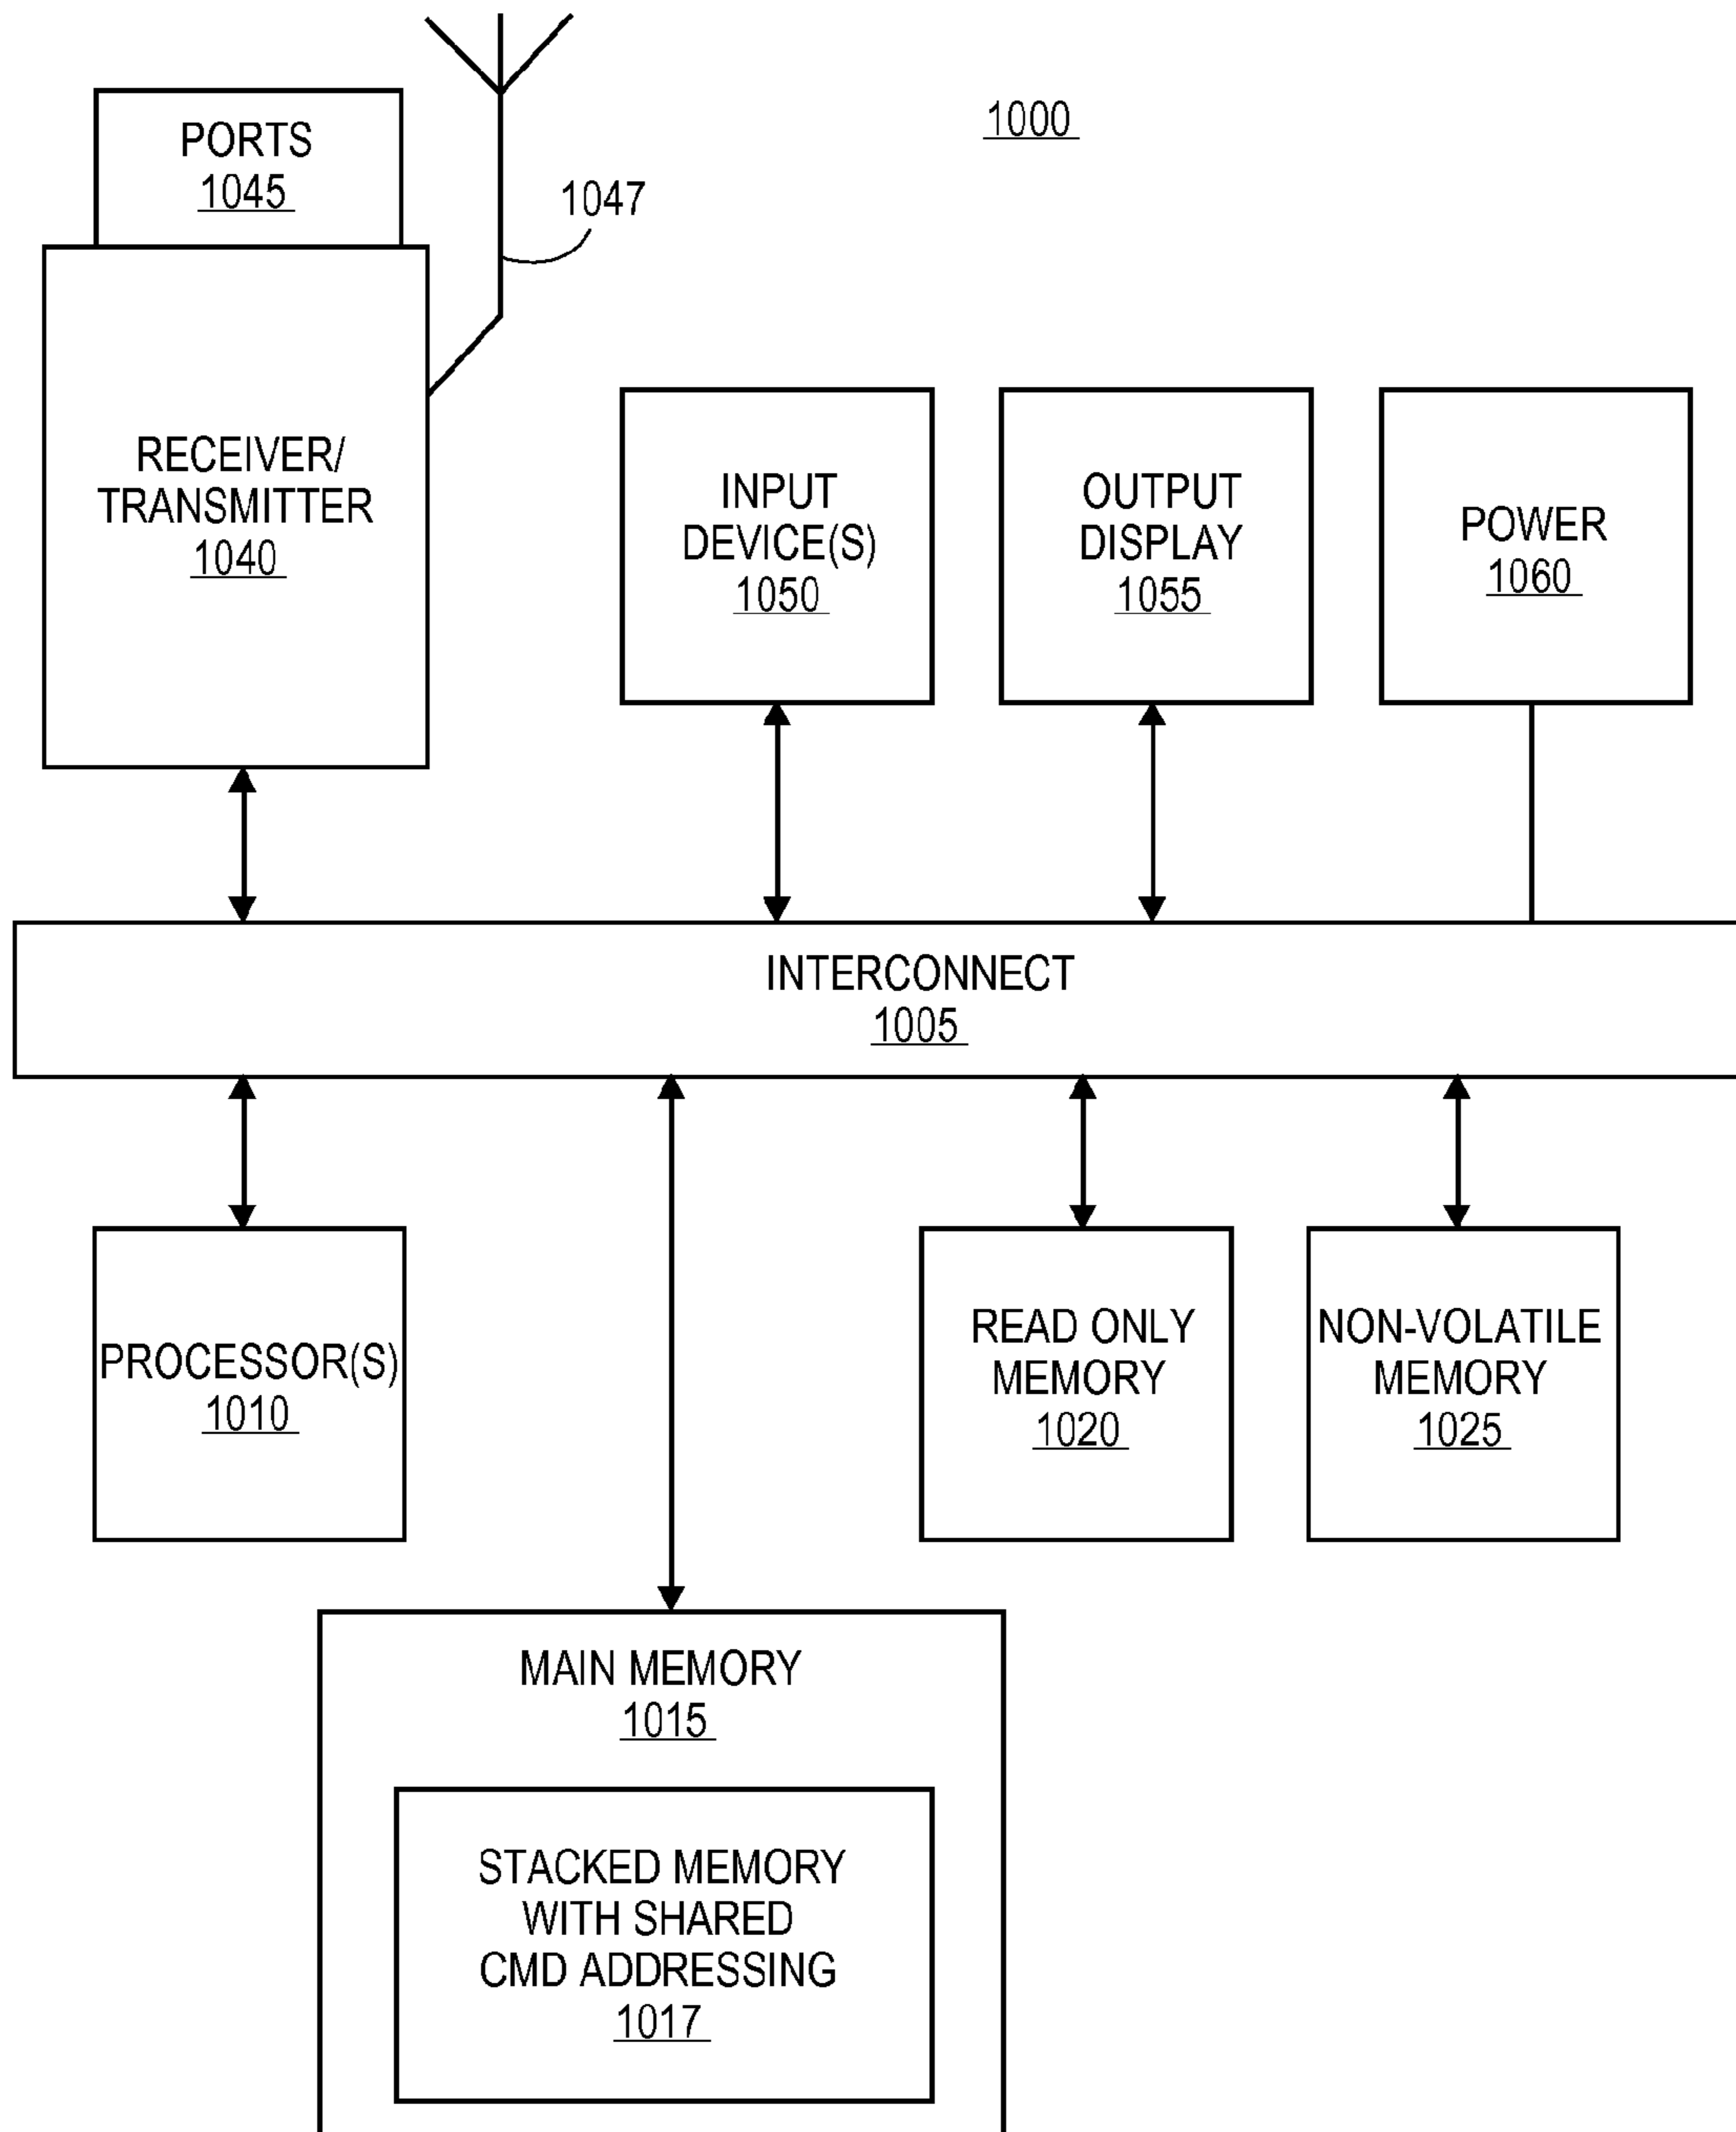 1000
PORTS
1045
1047
RECEIVER/
TRANSMITTER
1040
INPUT
DEVICE(S)
1050
OUTPUT
DISPLAY
1055
POWER
1060
INTERCONNECT
1005
PROCESSOR(S)
1010
READ ONLY
MEMORY
1020
NON-VOLATILE
MEMORY
1025
MAIN MEMORY
1015
STACKED MEMORY
WITH SHARED
CMD ADDRESSING
1017